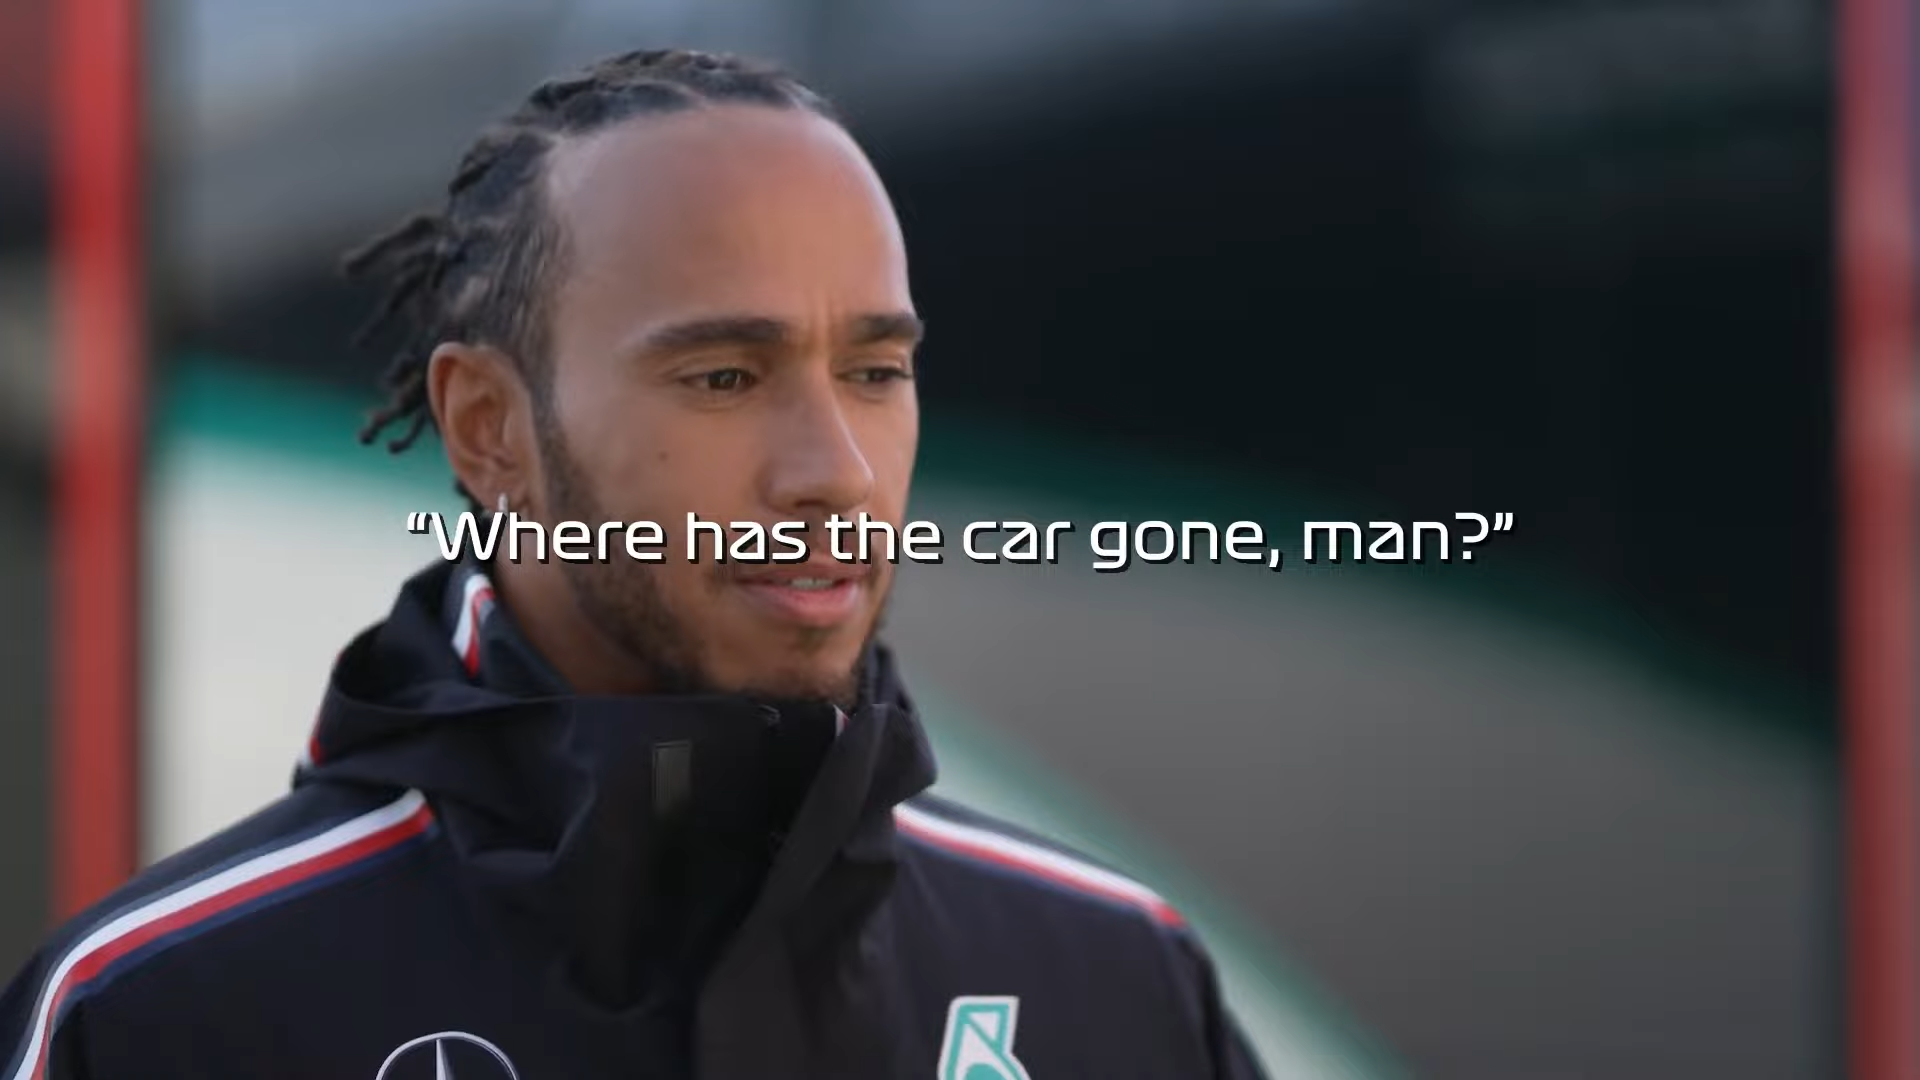 “Where has the car gone, man?”